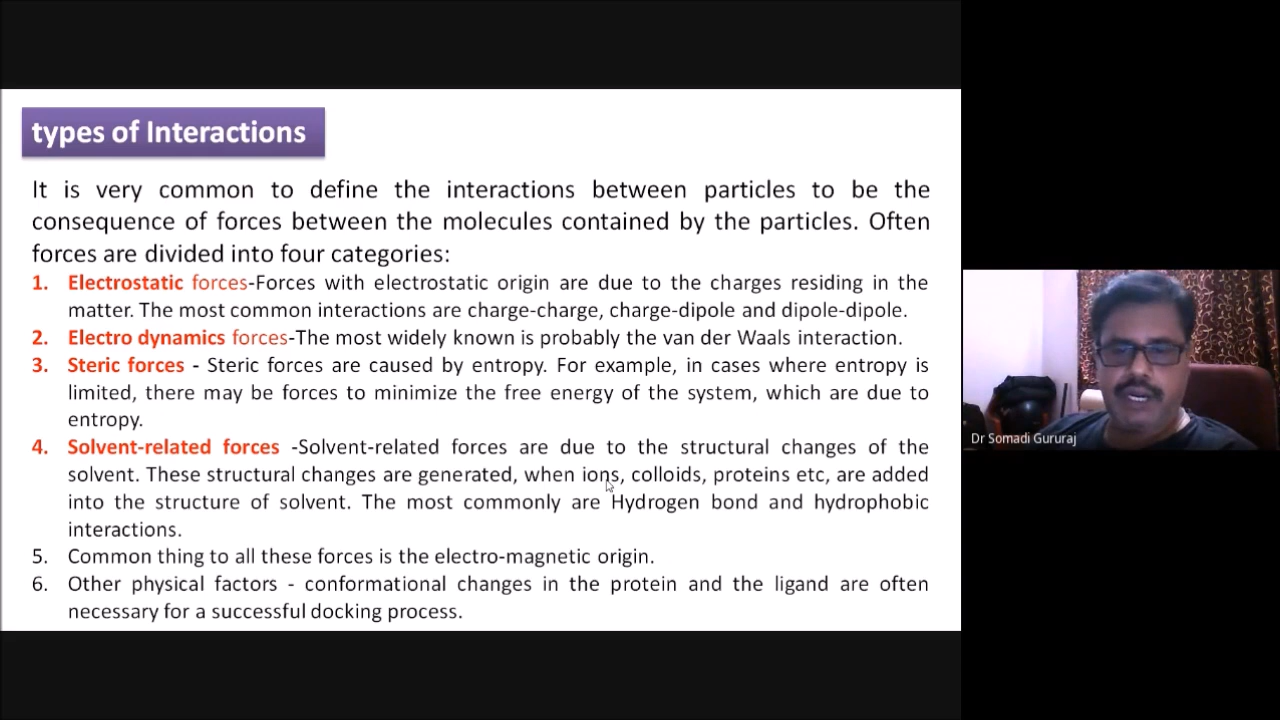 types of Interactions
It is very common to define the interactions between particles to be the
consequence of forces between the molecules contained by the particles. Often
forces are divided into four categories:
1. Electrostatic forces-Forces with electrostatic origin are due to the charges residing in the
matter. The most common interactions are charge-charge, charge-dipole and dipole-dipole.
2. Electro dynamics forces-The most widely known is probably the van der Waals interaction.
3. Steric forces - Steric forces are caused by entropy. For example, in cases where entropy is
limited, there may be forces to minimize the free energy of the system, which are due to
entropy.
4. Solvent-related forces -Solvent-related forces are due to the structural changes of the
solvent. These structural changes are generated, when ions, colloids, proteins etc, are added
into the structure of solvent. The most commonly are Hydrogen bond and hydrophobic
interactions.
5. Common thing to all these forces is the electro-magnetic origin.
6. Other physical factors - conformational changes in the protein and the ligand are often
necessary for a successful docking process.
Dr Somadi Gururaj